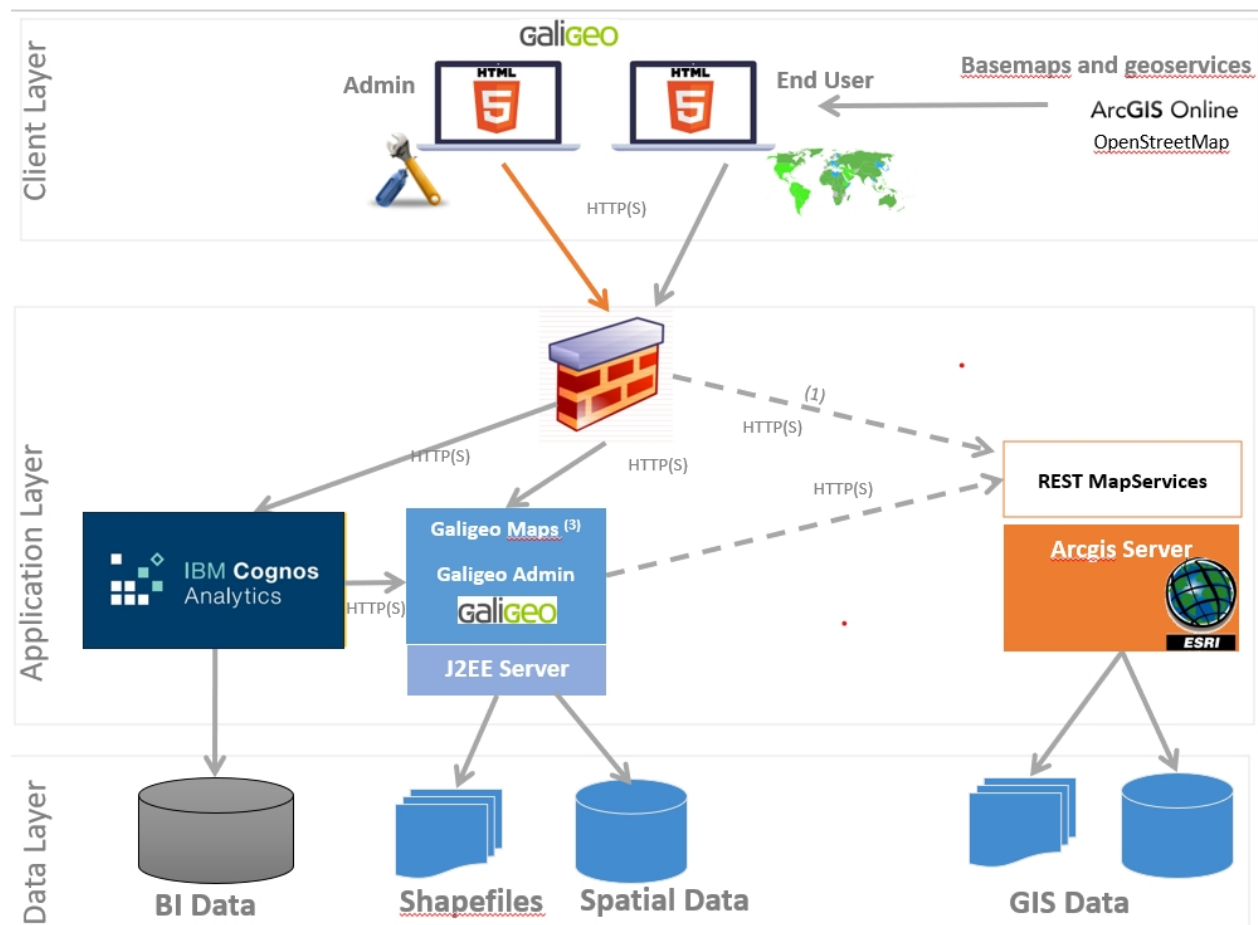 Client Layer
GaliGEO
Admin
HTML
5
HTML
5
End User
Basemaps and geoservices
ArcGIS Online
OpenStreetMap
HTTP(S)
Application Layer
(1)
HTTP(S)
HTTP(S)
HTTP(S)
HTTP(S)
REST MapServices
IBM Cognos
Analytics
HTTP(S)
Galigeo Maps (3)
Galigeo Admin
GaliGEO
J2EE Server
Arcgis Server
ESRI
Data Layer
BI Data
Shapefiles
Spatial Data
GIS Data